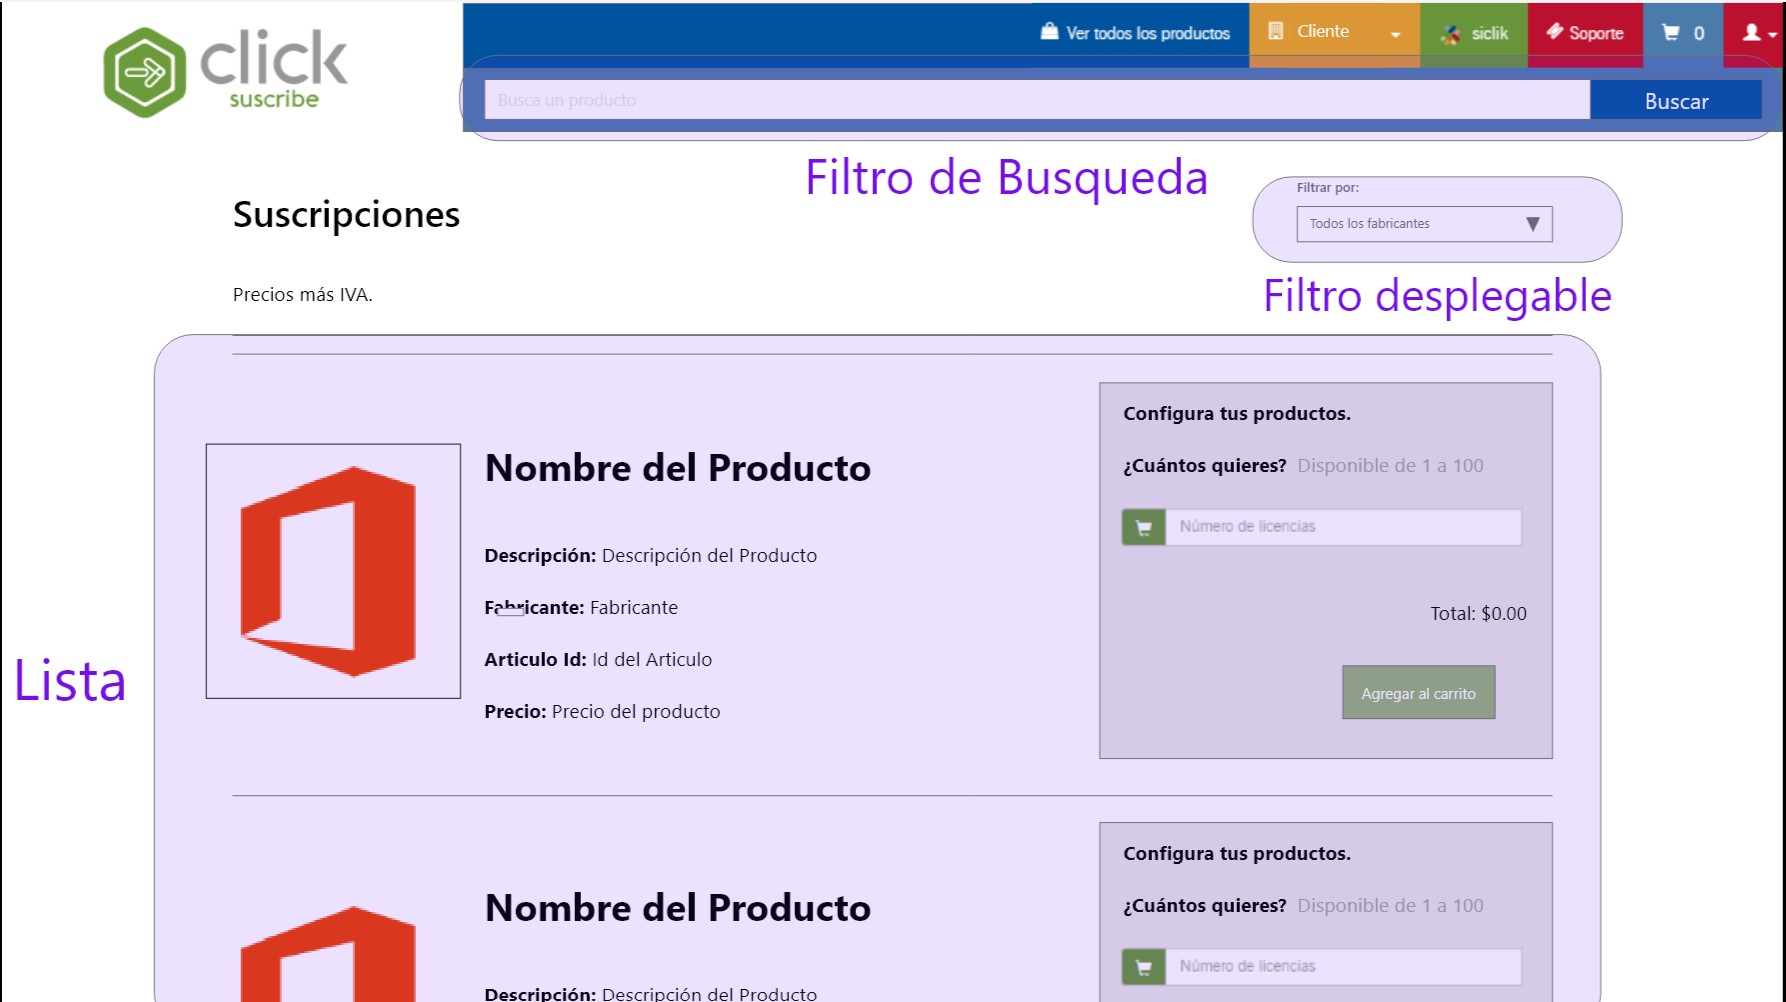 click
suscribe
Ver todos los productos
Cliente
siclik
Soporte
0
Busca un producto
Buscar
Filtro de Busqueda
Filtrar por:
Todos los fabricantes
Suscripciones
Filtro desplegable
Precios más IVA.
Lista
Nombre del Producto
Descripción: Descripción del Producto
Fabricante: Fabricante
Articulo Id: Id del Articulo
Precio: Precio del producto
Configura tus productos.
¿Cuántos quieres? Disponible de 1 a 100
Número de licencias
Total: $0.00
Agregar al carrito
Nombre del Producto
Descripción: Descripción del Producto
Configura tus productos.
¿Cuántos quieres? Disponible de 1 a 100
Número de licencias